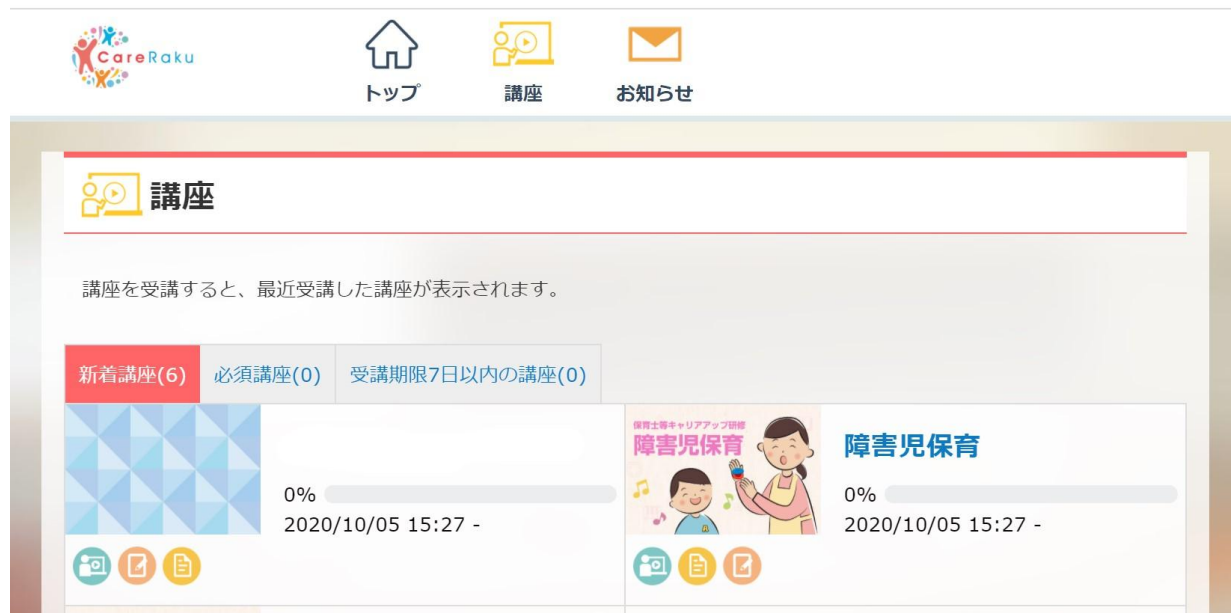 CareRaku
トップ
講座
お知らせ
講座
講座を受講すると、最近受講した講座が表示されます。
新着講座(6)
必須講座(0)
受講期限7日以内の講座(0)
0%
2020/10/05 15:27 -
保育士等キャリアアップ研修
障害児保育
障害児保育
0%
2020/10/05 15:27 -